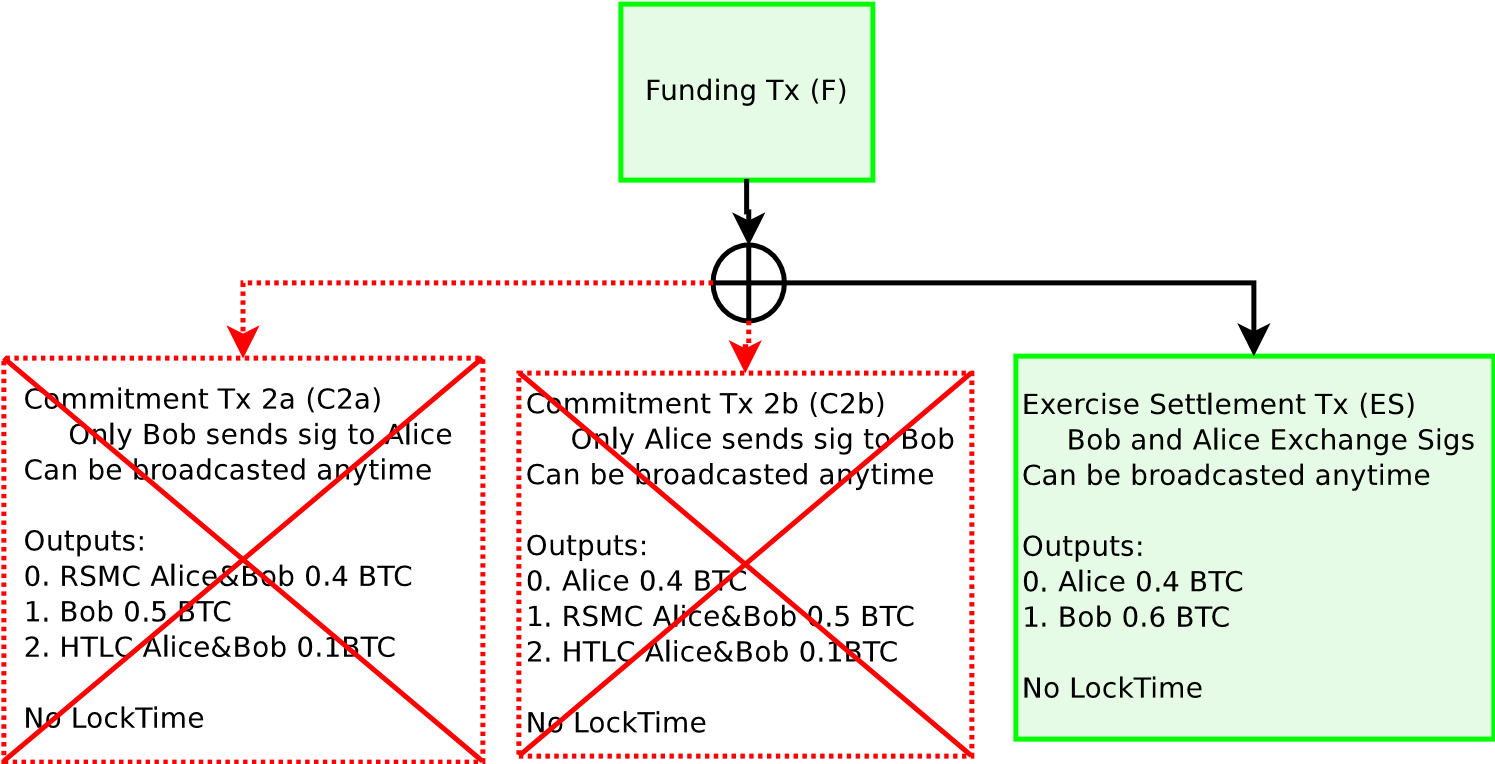 Funding Tx (F)
Commitment Tx 2a (C2a)
Only Bob sends sig to Alice
Can be broadcasted anytime
Outputs:
0. RSMC Alice&Bob 0.4 BTC
1. Bob 0.5 BTC
2. HTLC Alice&Bob 0.1BTC
No LockTime
Commitment Tx 2b (C2b)
Only Alice sends sig to Bob
Can be broadcasted anytime
Outputs:
0. Alice 0.4 BTC
1. RSMC Alice&Bob 0.5 BTC
2. HTLC Alice&Bob 0.1BTC
No LockTime
Exercise Settlement Tx (ES)
Bob and Alice Exchange Sigs
Can be broadcasted anytime
Outputs:
0. Alice 0.4 BTC
1. Bob 0.6 BTC
No LockTime